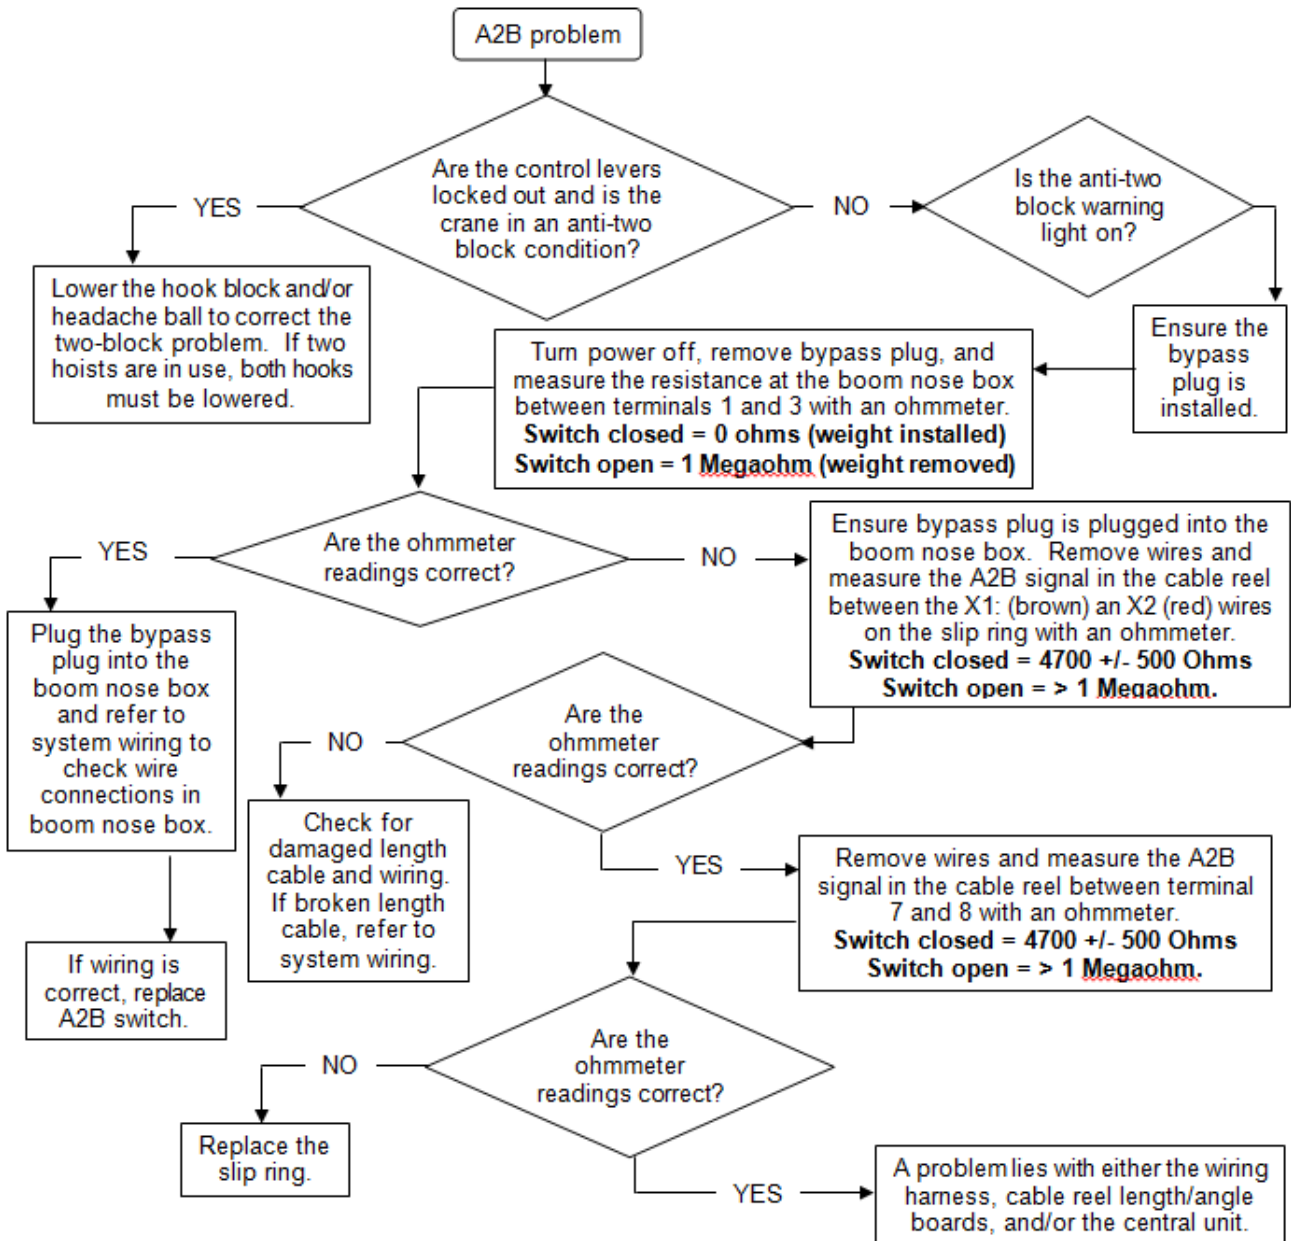 A2B problem
Are the control levers
locked out and is the
crane in an anti-two
block condition?
YES
NO
Is the anti-two
block warning
light on?
Lower the hook block and/or
headache ball to correct the
two-block problem.  If two
hoists are in use, both hooks
must be lowered.
Ensure the
bypass
plug is
installed.
Turn power off, remove bypass plug, and
measure the resistance at the boom nose box
between terminals 1 and 3 with an ohmmeter.
Switch closed = 0 ohms (weight installed)
Switch open = 1 Megaohm (weight removed)
Are the ohmmeter
readings correct?
YES
NO
Ensure bypass plug is plugged into the
boom nose box.  Remove wires and
measure the A2B signal in the cable reel
between the X1: (brown) an X2 (red) wires
on the slip ring with an ohmmeter.
Switch closed = 4700 +/- 500 Ohms
Switch open = > 1 Megaohm.
Plug the bypass
plug into the
boom nose box
and refer to
system wiring to
check wire
connections in
boom nose box.
Are the
ohmmeter
readings correct?
NO
YES
Check for
damaged length
cable and wiring.
If broken length
cable, refer to
system wiring.
Remove wires and measure the A2B
signal in the cable reel between terminal
7 and 8 with an ohmmeter.
Switch closed = 4700 +/- 500 Ohms
Switch open = > 1 Megaohm.
If wiring is
correct, replace
A2B switch.
Are the
ohmmeter
readings correct?
NO
YES
Replace the
slip ring.
A problem lies with either the wiring
harness, cable reel length/angle
boards, and/or the central unit.